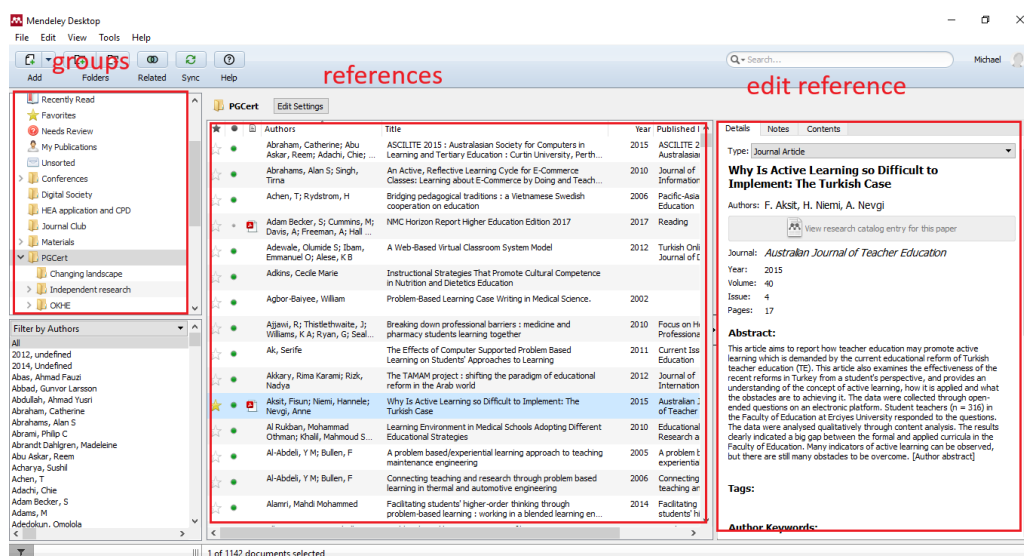 Mendeley Desktop
File Edit View Tools Help
groups
references
edit reference
Add Folders Related Sync Help
Search...
Michael
Recently Read
Favorites
Needs Review
My Publications
Unsorted
Conferences
Digital Society
HEA application and CPD
Journal Club
Materials
PGCert
Changing landscape
Independent research
OKHE
Filter by Authors
All
2012, undefined
2014, Undefined
Abas, Ahmad Fauzi
Abbad, Gunvor Larsson
Abdullah, Ahmad Yusri
Abraham, Catherine
Abrahams, Alan S
Abrami, Philip C
Abrandt Dahlgren, Madeleine
Abu Askar, Reem
Acharya, Sushil
Achen, T
Adachi, Chie
Adam Becker, S
Adams, M
Adedokun, Omolola
PGCert Edit Settings
Authors Title Year Published
Abraham, Catherine; Abu ASCILITE 2015 : Australasian Society for Computers in 2015 ASCILITE 2
Askar, Reem; Adachi, Chie; ... Learning and Tertiary Education : Curtin University, Perth... Australasian
Abrahams, Alan S; Singh, An Active, Reflective Learning Cycle for E-Commerce 2010 Journal of
Tirna Classes: Learning about E-Commerce by Doing and Teach... Information
Achen, T; Rydstrom, H Bridging pedagogical traditions : a Vietnamese Swedish 2006 Pacific-Asia
cooperation on education Education
Adam Becker, S; Cummins, M; NMC Horizon Report Higher Education Edition 2017 2017 Reading
Davis, A; Freeman, A; Hall ...
Adewale, Olumide S; Ibam, A Web-Based Virtual Classroom System Model 2012 Turkish Onli
Emmanuel O; Alese, K B Journal of D
Adkins, Cecile Marie Instructional Strategies That Promote Cultural Competence
in Nutrition and Dietetics Education
Agbor-Baiyee, William Problem-Based Learning Case Writing in Medical Science. 2002
Ajjawi, R; Thistlethwaite, J; Breaking down professional barriers : medicine and 2010 Focus on H
Williams, K A; Ryan, G; Seal... pharmacy students learning together Professional
Ak, Serife The Effects of Computer Supported Problem Based 2011 Current Iss
Learning on Students' Approaches to Learning Education
Akkary, Rima Karami; Rizk, The TAMAM project : shifting the paradigm of educational 2012 Journal of
Nadya reform in the Arab world Internation
Aksit, Fisun; Niemi, Hannele; Why Is Active Learning so Difficult to Implement: The 2015 Australian J
Nevgi, Anne Turkish Case of Teacher
Al Rukban, Mohammad Learning Environment in Medical Schools Adopting Different 2010 Educational
Othman; Khalil, Mahmoud S... Educational Strategies Research a
Al-Abdeli, Y M; Bullen, F A problem based/experiential learning approach to teaching 2005 A problem b
maintenance engineering experiential
Al-Abdeli, Y M; Bullen, F Connecting teaching and research through problem based 2006 Connecting
learning in thermal and automotive engineering teaching an
Alamri, Mahdi Mohammed Facilitating students' higher-order thinking through 2014 Facilitating
problem-based learning : working in a blended learning en... students' hi
Details Notes Contents
Type: Journal Article
Why Is Active Learning so Difficult to
Implement: The Turkish Case
Authors: F. Aksit, H. Niemi, A. Nevgi
View research catalog entry for this paper
Journal: Australian Journal of Teacher Education
Year: 2015
Volume: 40
Issue: 4
Pages: 17
Abstract:
This article aims to report how teacher education may promote active
learning which is demanded by the current educational reform of Turkish
teacher education (TE). This article also examines the effectiveness of the
recent reforms in Turkey from a student's perspective, and provides an
understanding of the concept of active learning, how it is applied and what
the obstacles are to achieving it. The data were collected through open-
ended questions on an electronic platform. Student teachers (n = 316) in
the Faculty of Education at Erciyes University responded to the questions.
The data were analysed qualitatively through content analysis. The results
clearly indicated a big gap between the formal and applied curricula in the
Faculty of Education. Many indicators of active learning can be observed,
but there are still many obstacles to be overcome. [Author abstract]
Tags:
Author Keywords:
1 of 1142 documents selected